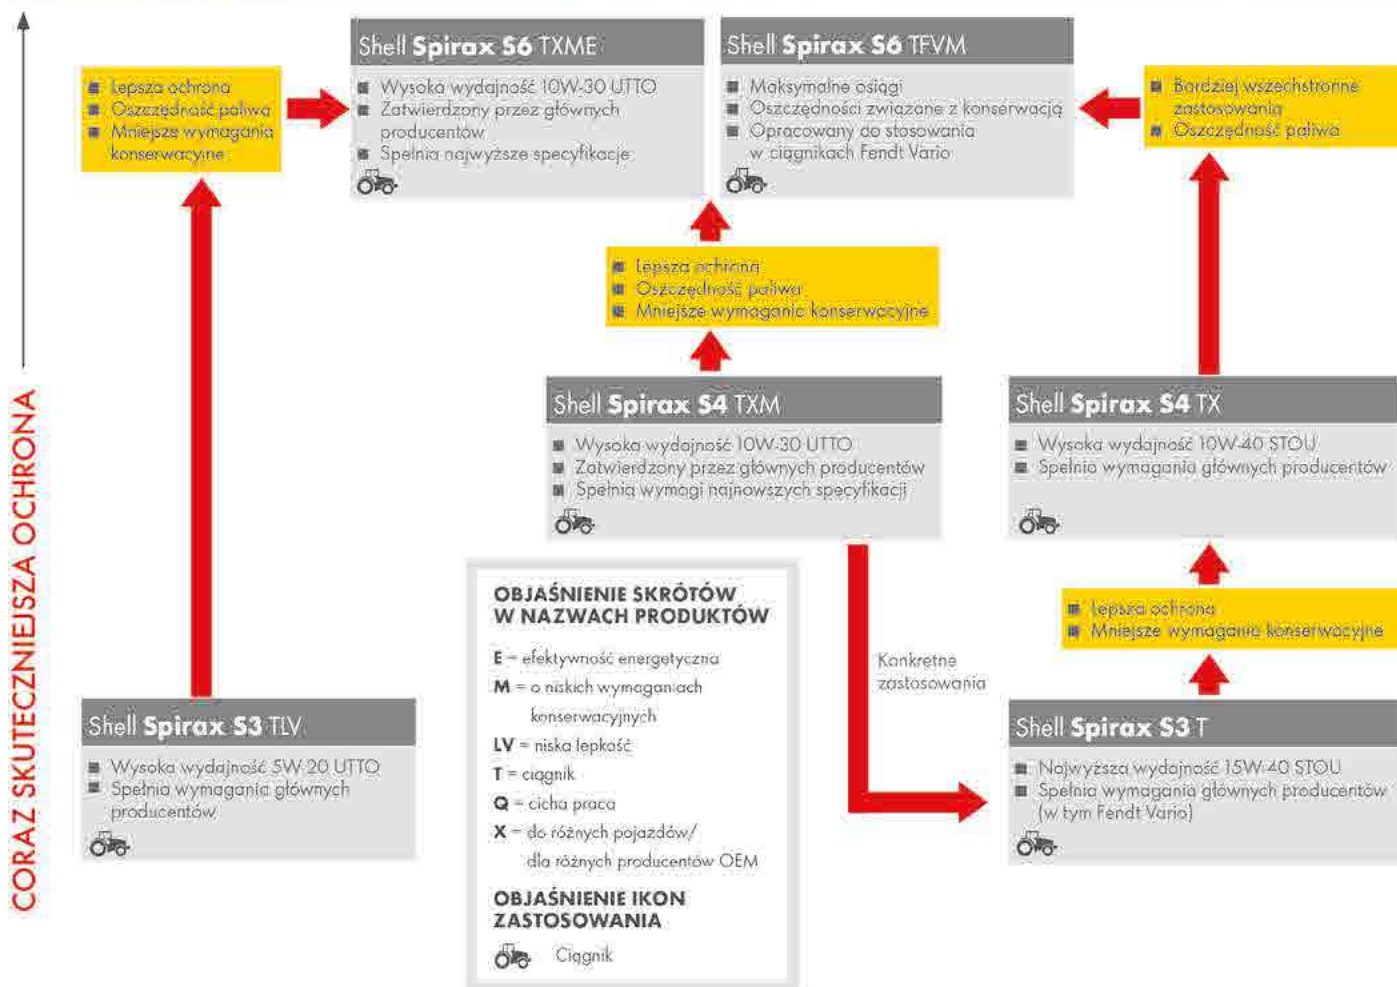 CORAZ SKUTECZNIEJSZA OCHRONA
Lepsza ochrona
Oszczędność paliwa
Mniejsze wymagania
konserwacyjne
Shell Spirax S6 TXME
Wysoka wydajność 10W-30 UTTO
Zatwierdzony przez głównych
producentów
Spełnia najwyższe specyfikacje
Shell Spirax S6 TFVM
Maksymalne osiągi
Oszczędności związane z konserwacją
Opracowany do stosowania
w ciągnikach Fendt Vario
Bardziej wszechstronne
zastosowania
Oszczędność paliwa
Lepsza ochrona
Oszczędność paliwa
Mniejsze wymagania konserwacyjne
Shell Spirax S4 TXM
Wysoka wydajność 10W-30 UTTO
Zatwierdzony przez głównych producentów
Spełnia wymogi najnowszych specyfikacji
Shell Spirax S4 TX
Wysoka wydajność 10W-40 STOU
Spełnia wymagania głównych producentów
Lepsza ochrona
Mniejsze wymagania konserwacyjne
Konkretne
zastosowania
Shell Spirax S3 TLV
Wysoka wydajność 5W-20 UTTO
Spełnia wymagania głównych
producentów
Shell Spirax S3 T
Najwyższa wydajność 15W-40 STOU
Spełnia wymagania głównych producentów
(w tym Fendt Vario)
OBJAŚNIENIE SKRÓTÓW
W NAZWACH PRODUKTÓW
E = efektywność energetyczna
M = o niskich wymaganiach
konserwacyjnych
LV = niska lepkość
T = ciągnik
Q = cicha praca
X = do różnych pojazdów/
dla różnych producentów OEM
OBJAŚNIENIE IKON
ZASTOSOWANIA
Ciągnik